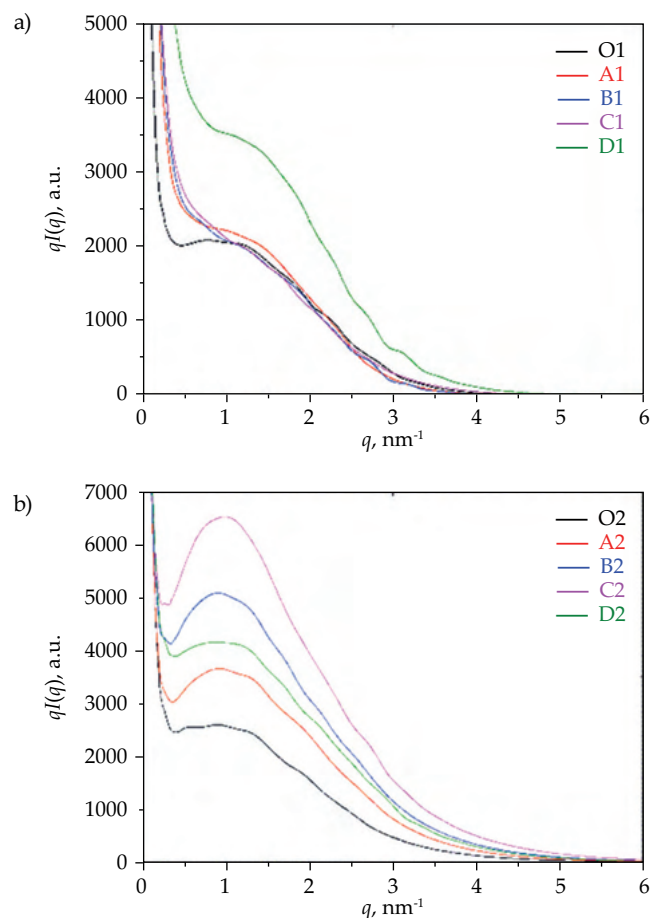 a)
5000
4000
3000
2000
1000
0
qI(q), a.u.
O1
A1
B1
C1
D1
0 1 2 3 4 5 6
q, nm⁻¹
b)
7000
6000
5000
4000
3000
2000
1000
0
qI(q), a.u.
O2
A2
B2
C2
D2
0 1 2 3 4 5 6
q, nm⁻¹